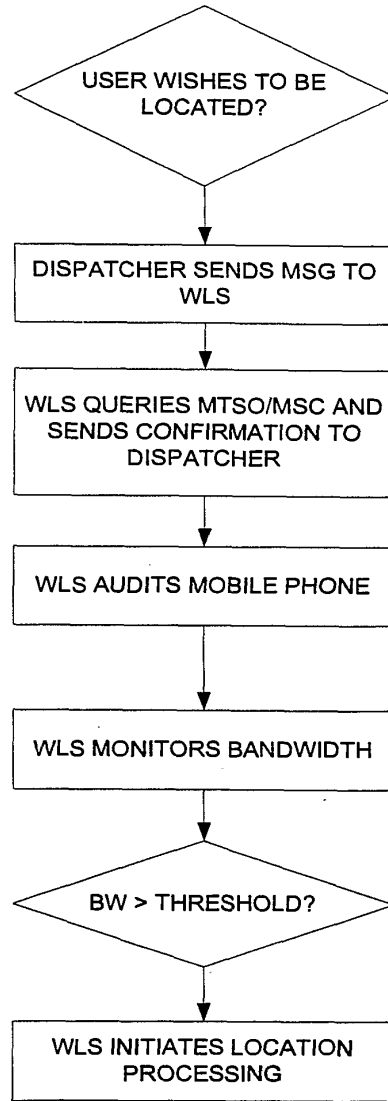 USER WISHES TO BE
LOCATED?
DISPATCHER SENDS MSG TO
WLS
WLS QUERIES MTSO/MSC AND
SENDS CONFIRMATION TO
DISPATCHER
WLS AUDITS MOBILE PHONE
WLS MONITORS BANDWIDTH
BW > THRESHOLD?
WLS INITIATES LOCATION
PROCESSING